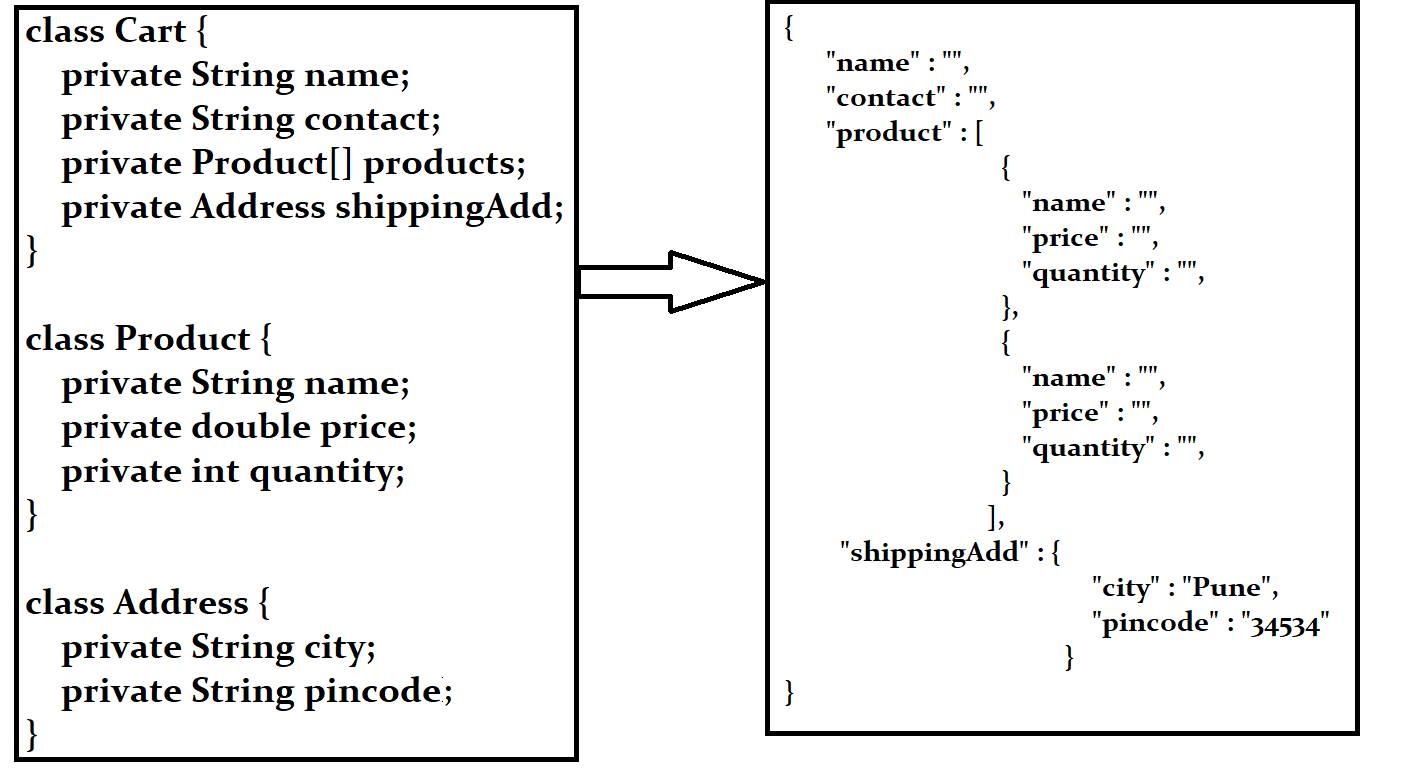 class Cart {
private String name;
private String contact;
private Product[] products;
private Address shippingAdd;
}
class Product {
private String name;
private double price;
private int quantity;
}
class Address {
private String city;
private String pincode;
}
{
"name" : "",
"contact" : "",
"product" : [
{
"name" : "",
"price" : "",
"quantity" : "",
},
{
"name" : "",
"price" : "",
"quantity" : "",
}
],
"shippingAdd" : {
"city" : "Pune",
"pincode" : "34534"
}
}